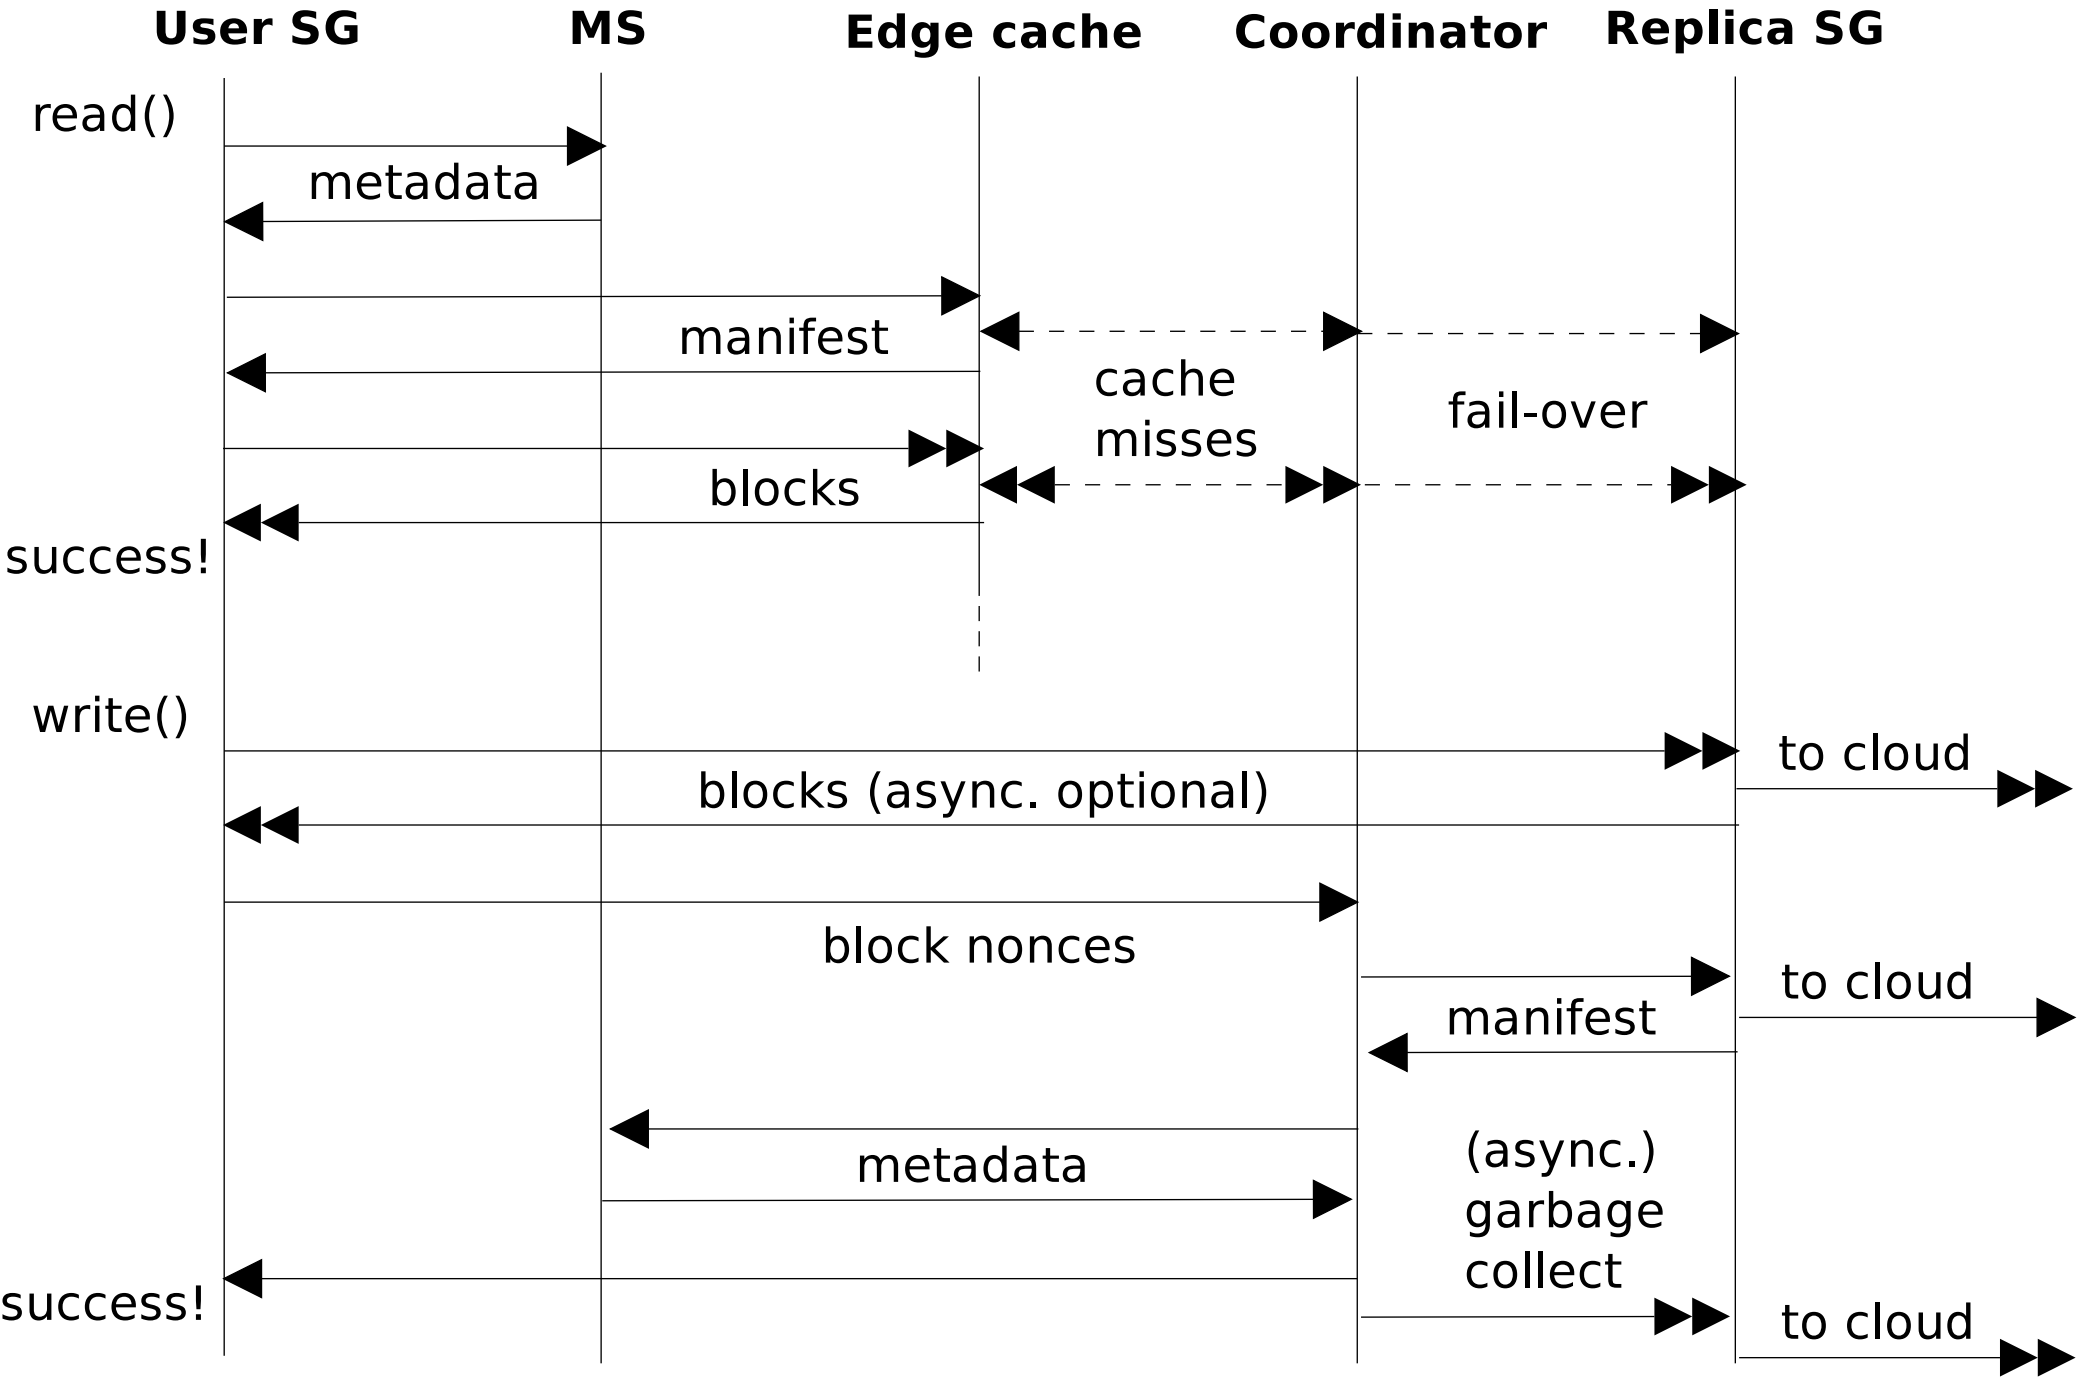 User SG
MS
Edge cache
Coordinator
Replica SG
read()
metadata
manifest
cache
misses
fail-over
blocks
success!
write()
to cloud
blocks (async. optional)
block nonces
to cloud
manifest
metadata
(async.)
garbage
collect
success!
to cloud